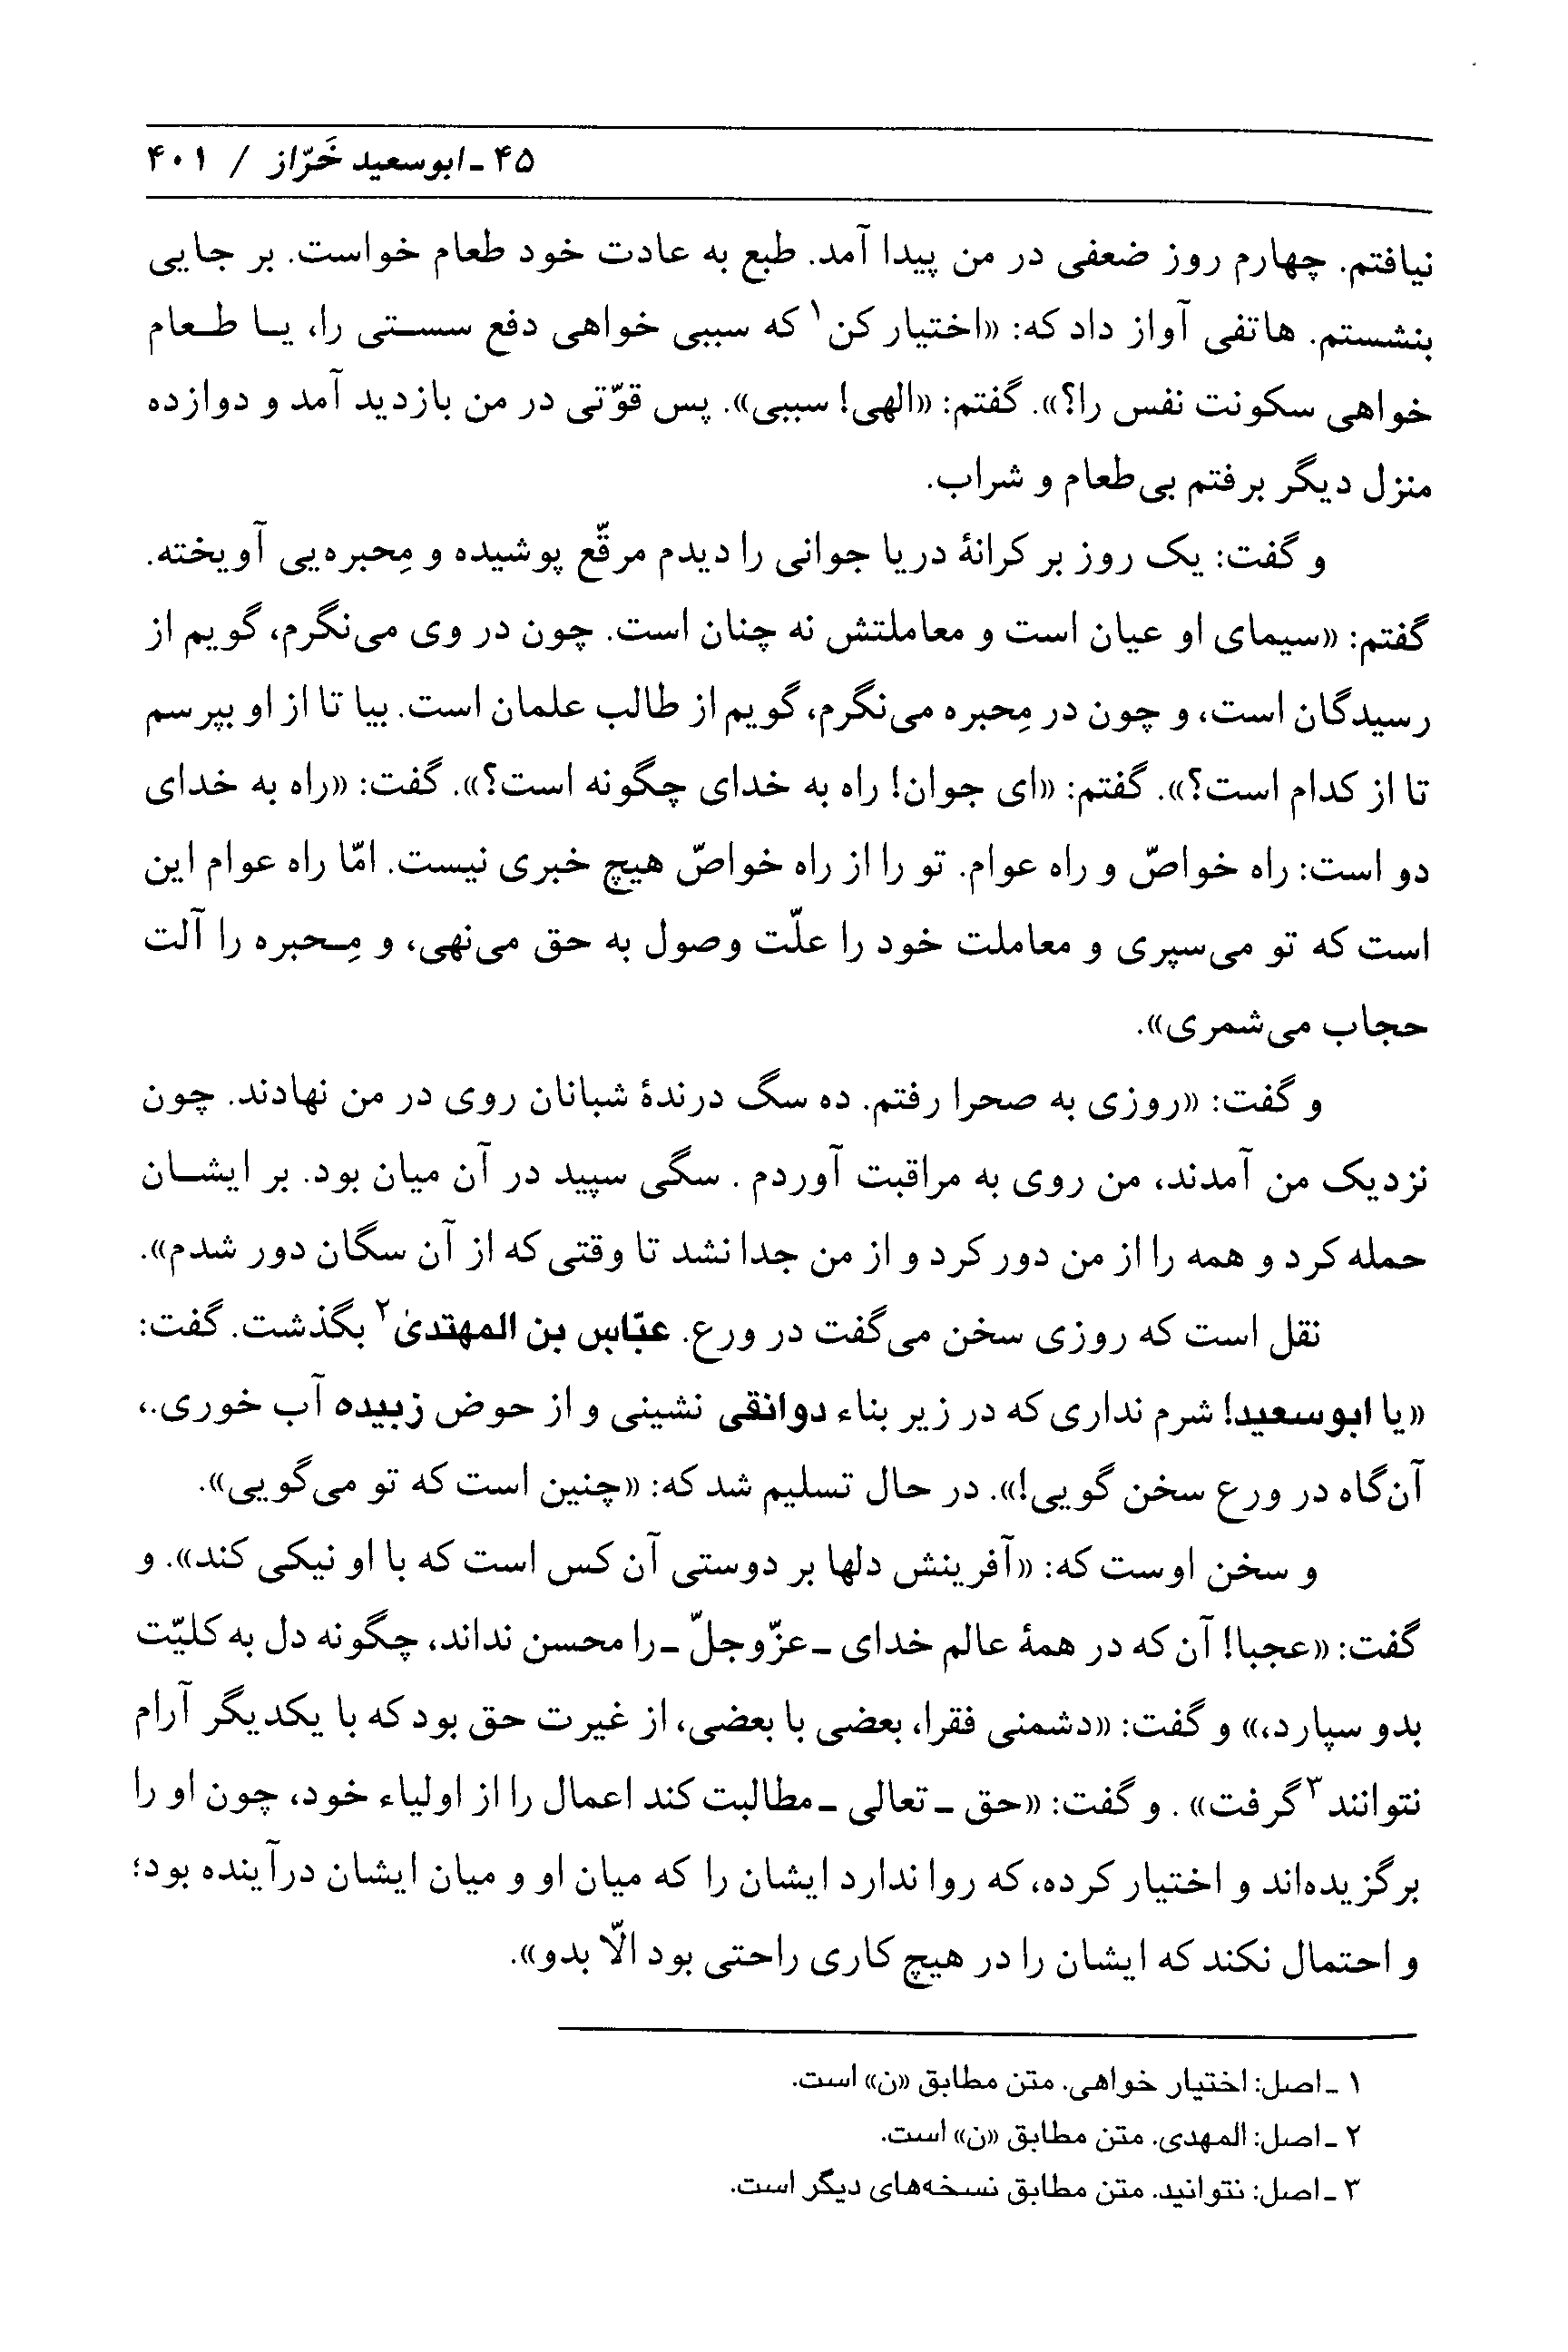 ۴۵ ـ ابوسعید خَرّاز / ۴۰۱
نیافتم. چهارم روز ضعفی در من پیدا آمد. طبع به عادت خود طعام خواست. بر جایی
بنشستم. هاتفی آواز داد که: «اختیار کن۱ که سببی خواهی دفع سستی را، یا طعام
خواهی سکونت نفس را؟». گفتم: «الهی! سببی». پس قوّتی در من بازدید آمد و دوازده
منزل دیگر برفتم بی‌طعام و شراب.
و گفت: یک روز بر کرانهٔ دریا جوانی را دیدم مرقّع پوشیده و مِحبره‌یی آویخته.
گفتم: «سیمای او عیان است و معاملتش نه چنان است. چون در وی می‌نگرم، گویم از
رسیدگان است، و چون در مِحبره می‌نگرم، گویم از طالب علمان است. بیا تا از او بپرسم
تا از کدام است؟». گفتم: «ای جوان! راه به خدای چگونه است؟». گفت: «راه به خدای
دو است: راه خواصّ و راه عوام. تو را از راه خواصّ هیچ خبری نیست. امّا راه عوام این
است که تو می‌سپری و معاملت خود را علّت وصول به حق می‌نهی، و مِحبره را آلت
حجاب می‌شمری».
و گفت: «روزی به صحرا رفتم. ده سگ درندهٔ شبانان روی در من نهادند. چون
نزدیک من آمدند، من روی به مراقبت آوردم . سگی سپید در آن میان بود. بر ایشان
حمله کرد و همه را از من دور کرد و از من جدا نشد تا وقتی که از آن سگان دور شدم».
نقل است که روزی سخن می‌گفت در ورع. عبّاس بن المهتدیٰ۲ بگذشت. گفت:
«یا ابوسعید! شرم نداری که در زیر بناء دوانقی نشینی و از حوض زبیده آب خوری.،
آن‌گاه در ورع سخن گویی!». در حال تسلیم شد که: «چنین است که تو می‌گویی».
و سخن اوست که: «آفرینش دلها بر دوستی آن کس است که با او نیکی کند». و
گفت: «عجبا! آن که در همهٔ عالم خدای ـ عزّوجلّ ـ را محسن نداند، چگونه دل به کلیّت
بدو سپارد،» و گفت: «دشمنی فقرا، بعضی با بعضی، از غیرت حق بود که با یکدیگر آرام
نتوانند۳ گرفت» . و گفت: «حق ـ تعالی ـ مطالبت کند اعمال را از اولیاء خود، چون او را
برگزیده‌اند و اختیار کرده، که روا ندارد ایشان را که میان او و میان ایشان درآینده بود؛
و احتمال نکند که ایشان را در هیچ کاری راحتی بود الّا بدو».
۱ ـ اصل: اختیار خواهی. متن مطابق «ن» است.
۲ ـ اصل: المهدی. متن مطابق «ن» است.
۳ ـ اصل: نتوانید. متن مطابق نسخه‌های دیگر است.